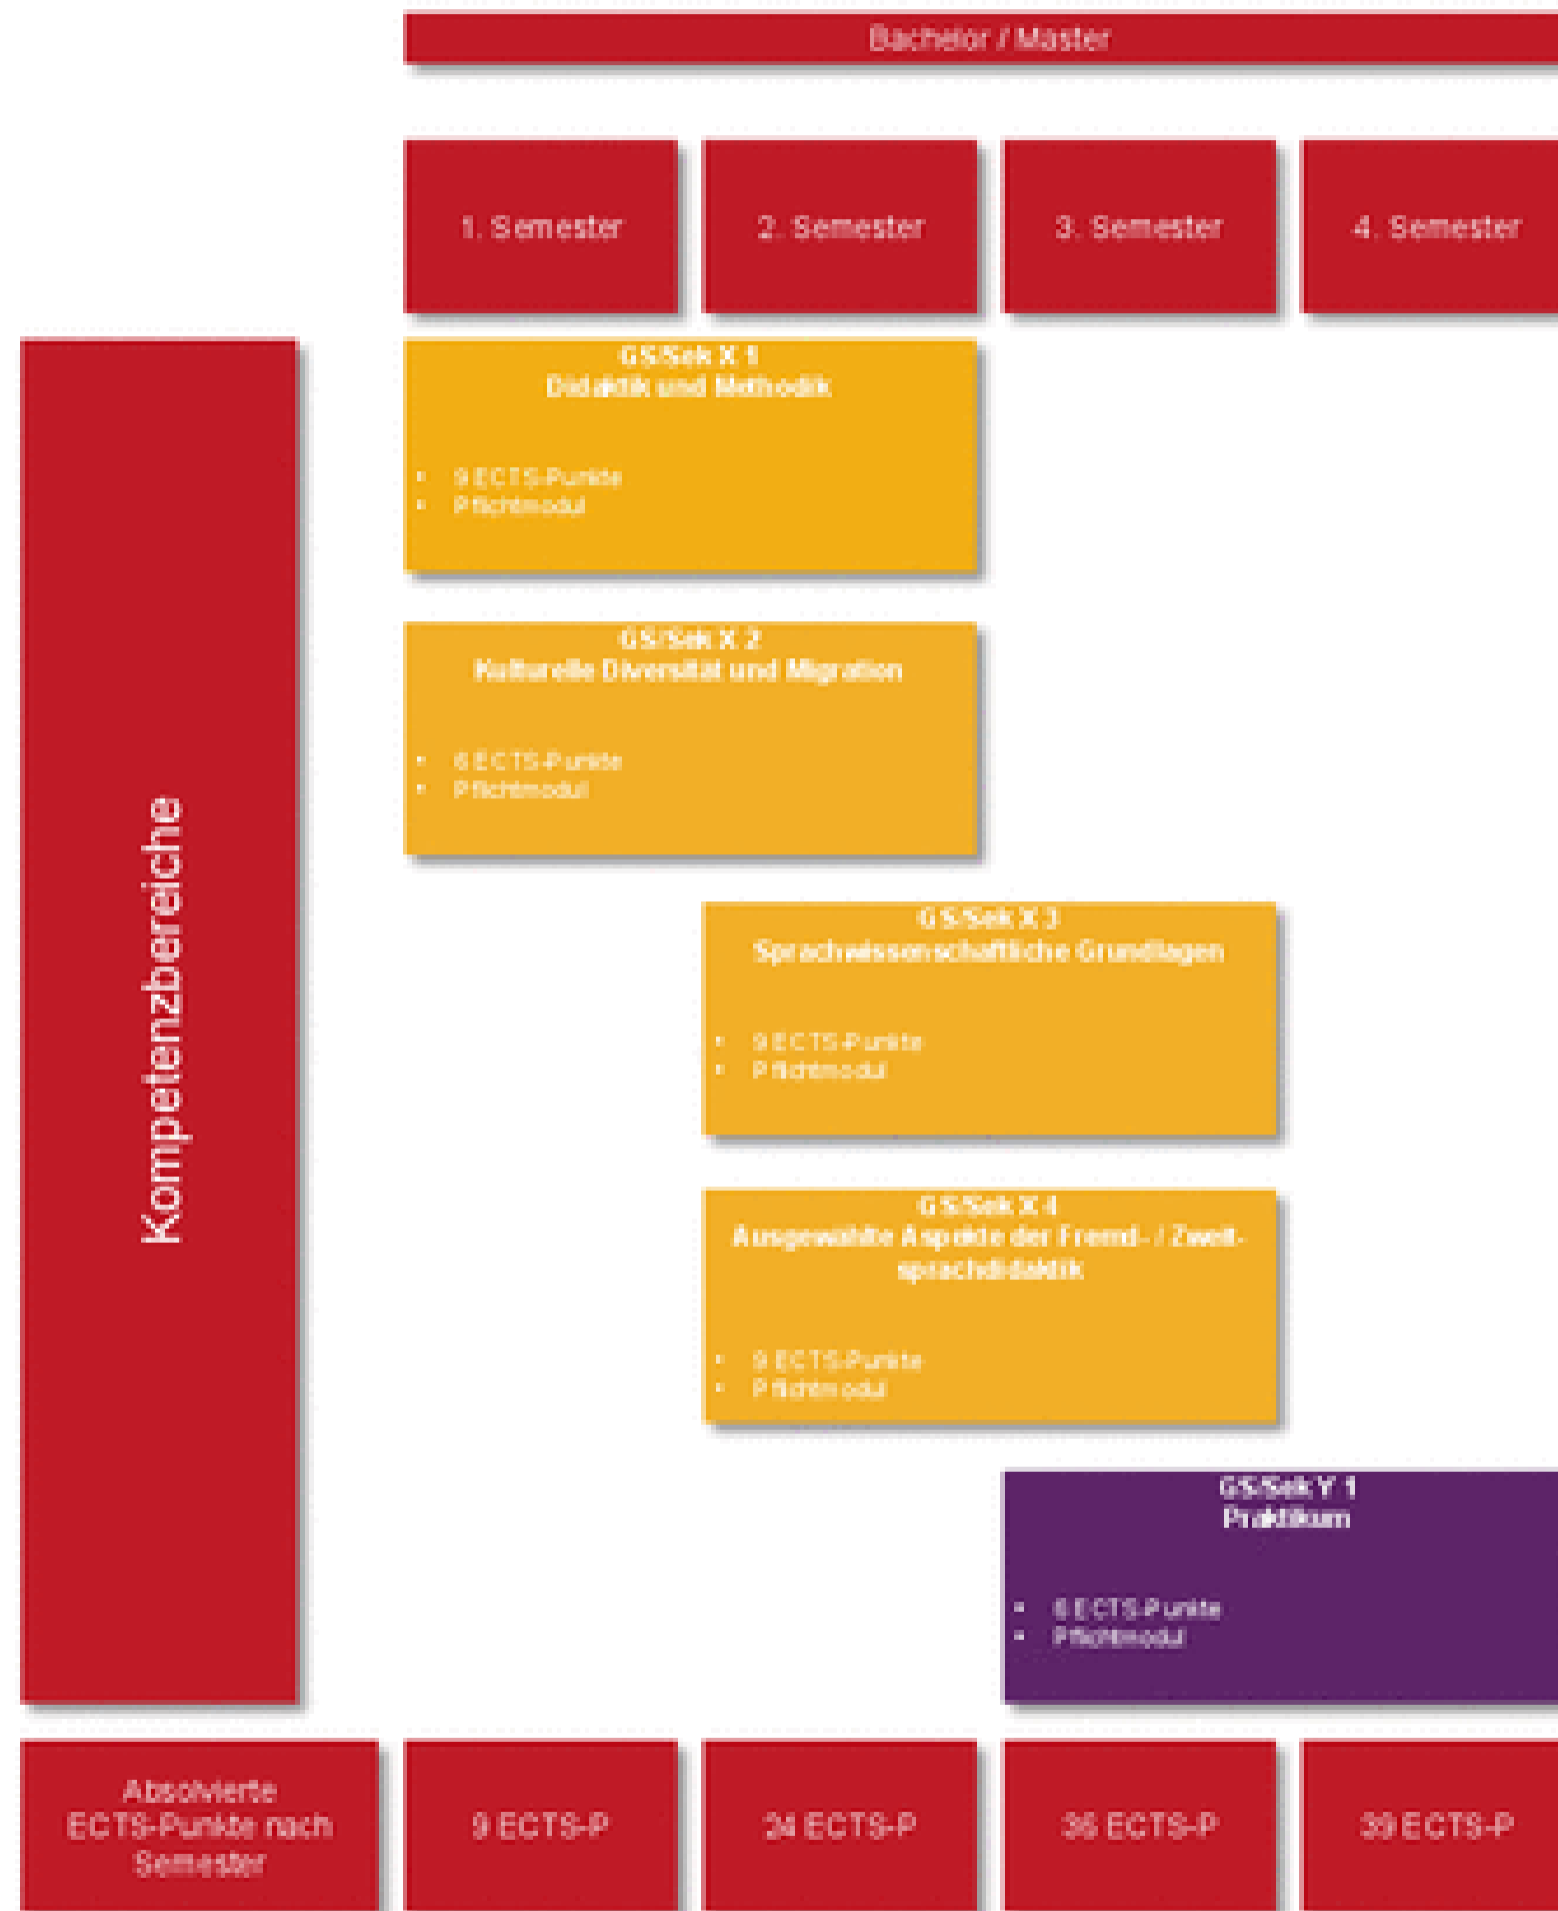 Bachelor / Master
1. Semester
2. Semester
3. Semester
4. Semester
Kompetenzbereiche
GS/Sek X 1
Didaktik und Methodik
• 9 ECTS-Punkte
• Pflichtmodul
GS/Sek X 2
Kulturelle Diversität und Migration
• 6 ECTS-Punkte
• Pflichtmodul
GS/Sek X 3
Sprachwissenschaftliche Grundlagen
• 9 ECTS-Punkte
• Pflichtmodul
GS/Sek X 4
Ausgewählte Aspekte der Fremd- / Zweit-
sprachdidaktik
• 9 ECTS-Punkte
• Pflichtmodul
GS/Sek Y 1
Praktikum
• 6 ECTS-Punkte
• Pflichtmodul
Absolvierte
ECTS-Punkte nach
Semester
9 ECTS-P
24 ECTS-P
36 ECTS-P
39 ECTS-P